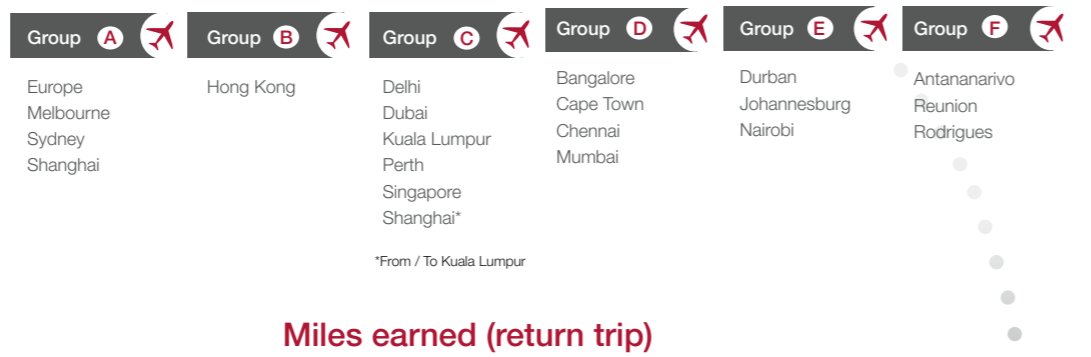 Group A
Europe
Melbourne
Sydney
Shanghai
Group B
Hong Kong
Group C
Delhi
Dubai
Kuala Lumpur
Perth
Singapore
Shanghai*
*From / To Kuala Lumpur
Group D
Bangalore
Cape Town
Chennai
Mumbai
Group E
Durban
Johannesburg
Nairobi
Group F
Antananarivo
Reunion
Rodrigues
Miles earned (return trip)